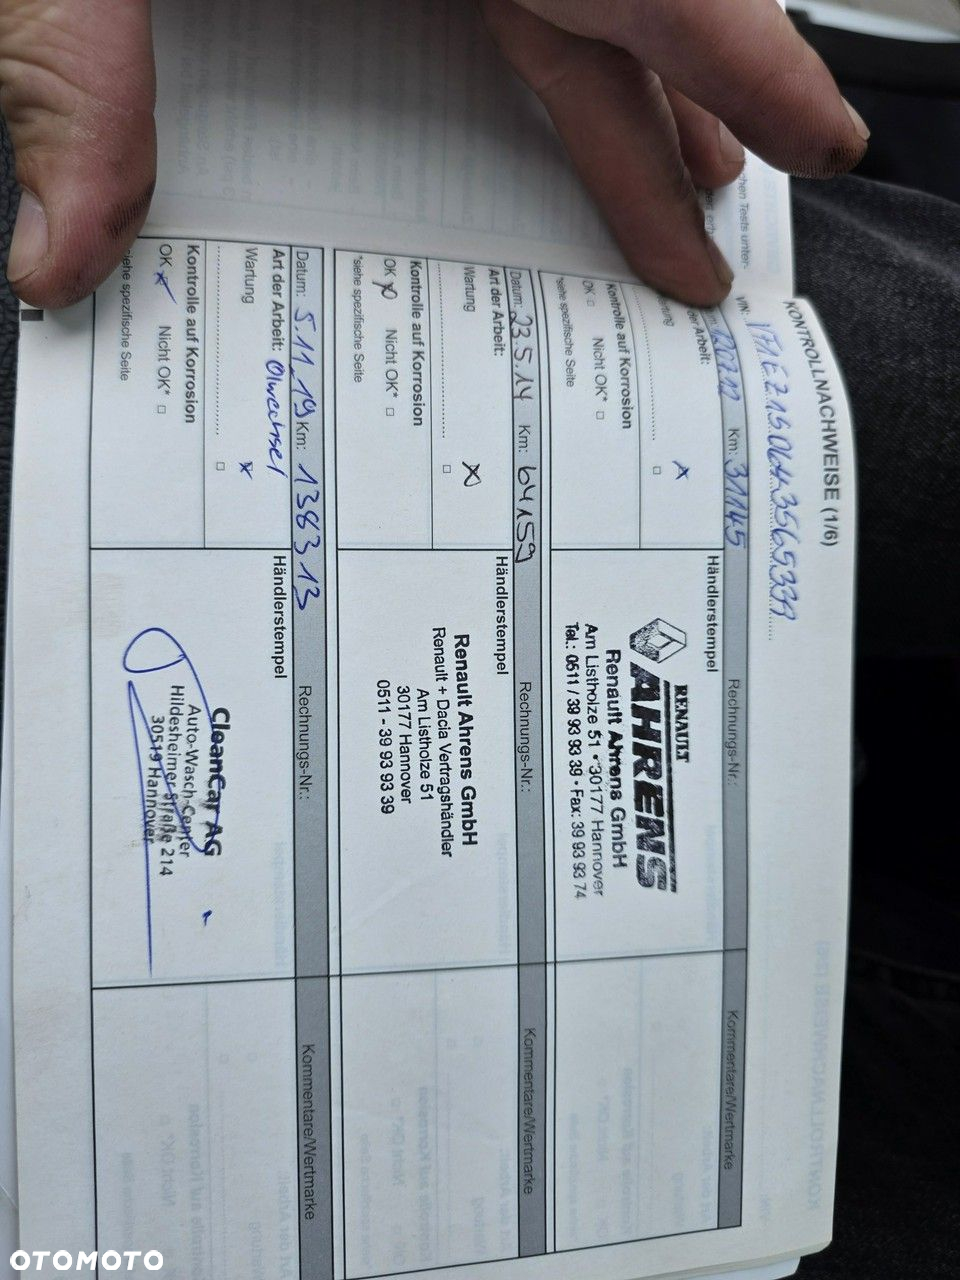 KONTROLLNACHWEISE (1/6)
Km: 31145
Rechnungs-Nr.:
Kommentare/Wertmarke
Kontrolle auf Korrosion
OK
Nicht OK*
*siehe spezifische Seite
Händlerstempel
RENAULT
AHRENS
Renault Ahrens GmbH
Am Listholze 51 • 30177 Hannover
Tel.: 0511 / 39 93 93 39 • Fax: 39 93 93 74
Datum: 23.5.14
Km: 64159
Rechnungs-Nr.:
Kommentare/Wertmarke
Art der Arbeit:
Wartung
Kontrolle auf Korrosion
OK
Nicht OK*
*siehe spezifische Seite
Händlerstempel
Renault Ahrens GmbH
Renault + Dacia Vertragshändler
Am Listholze 51
30177 Hannover
0511 - 39 93 93 39
Datum: 5.11.19
Km: 138313
Rechnungs-Nr.:
Kommentare/Wertmarke
Art der Arbeit: Ölwechsel
Wartung
Kontrolle auf Korrosion
OK
Nicht OK*
siehe spezifische Seite
Händlerstempel
CleanCar AG
Auto-Wasch-Center
Hildesheimer Straße 214
30519 Hannover
OTOMOTO